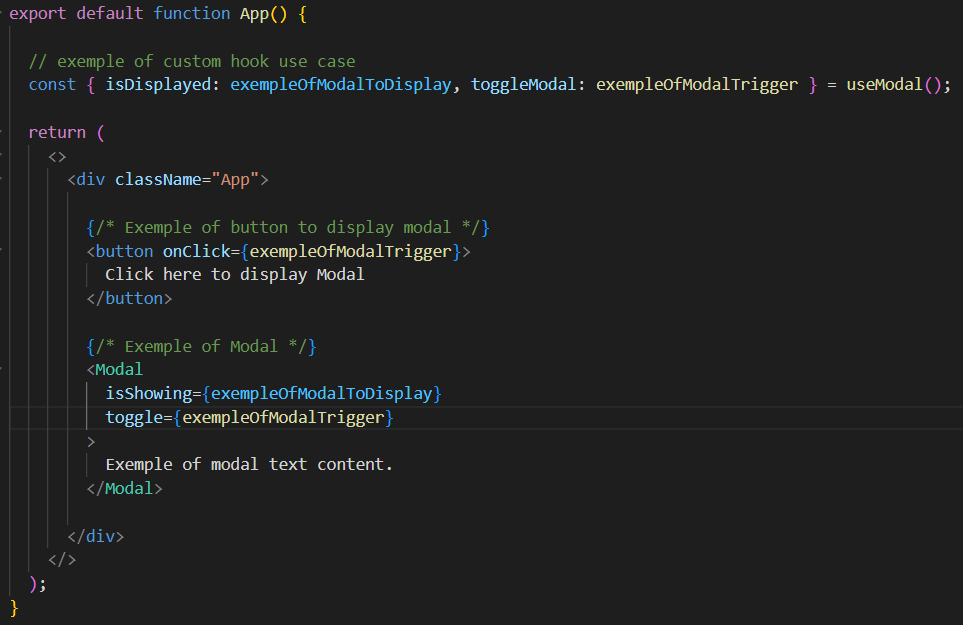 export default function App() {
// exemple of custom hook use case
const { isDisplayed: exempleOfModalToDisplay, toggleModal: exempleOfModalTrigger } = useModal();
return (
<>
<div className="App">
{/* Exemple of button to display modal */}
<button onClick={exempleOfModalTrigger}>
Click here to display Modal
</button>
{/* Exemple of Modal */}
<Modal
isShowing={exempleOfModalToDisplay}
toggle={exempleOfModalTrigger}
>
Exemple of modal text content.
</Modal>
</div>
</>
);
}